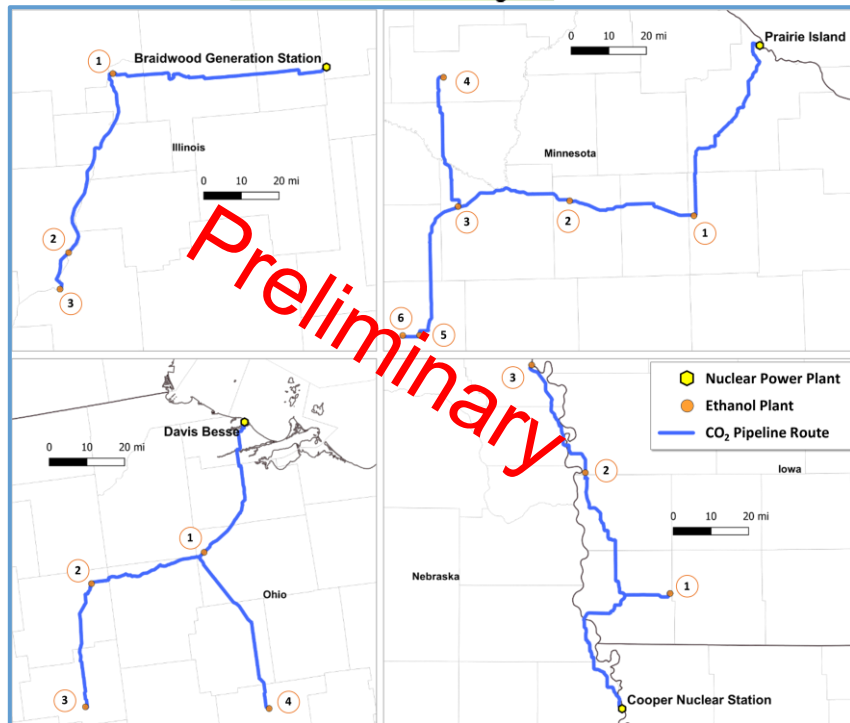 Braidwood Generation Station
1
Illinois
0 10 20 mi
2
3
Prairie Island
0 10 20 mi
4
Minnesota
3
2
1
6
5
Preliminary
Davis Besse
0 10 20 mi
1
2
Ohio
3
4
Nuclear Power Plant
Ethanol Plant
CO₂ Pipeline Route
3
2
Iowa
0 10 20 mi
Nebraska
1
Cooper Nuclear Station